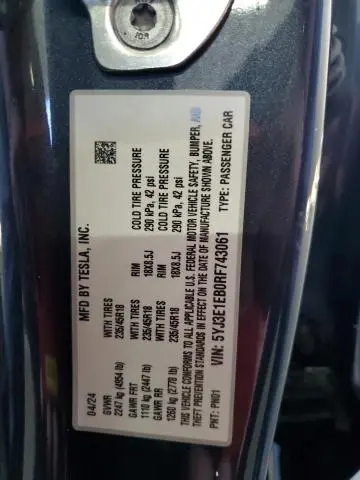 MFD BY TESLA, INC.
04/24
GVWR
2247 kg (4954 lb)
GAWR FRT WITH TIRES RIM COLD TIRE PRESSURE
1110 kg (2447 lb) 235/45R18 18X8.5J 290 kPa, 42 psi
GAWR RR WITH TIRES RIM COLD TIRE PRESSURE
1260 kg (2778 lb) 235/45R18 18X8.5J 290 kPa, 42 psi
THIS VEHICLE CONFORMS TO ALL APPLICABLE U.S. FEDERAL MOTOR VEHICLE SAFETY, BUMPER, AND
THEFT PREVENTION STANDARDS IN EFFECT ON THE DATE OF MANUFACTURE SHOWN ABOVE.
VIN: 5YJ3E1EB0RF743061 TYPE: PASSENGER CAR
PNT: PN01